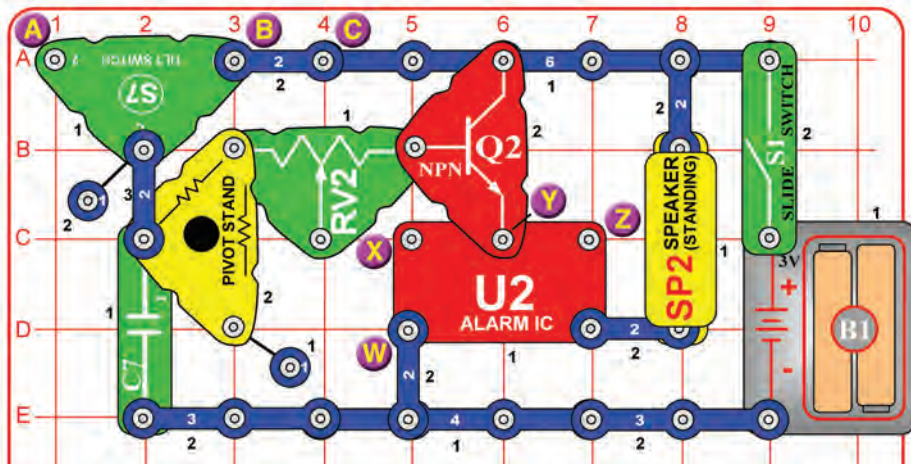 A 1 2 3 B 4 C 5 6 7 8 9 10
A
TILT SWITCH
2
6
2
1
S7
1
1
2
2
2
S1
SLIDE SWITCH
2
B
NPN
Q2
RV2
PIVOT STAND
SP2
SPEAKER
(STANDING)
1
2
3
2
1
Y
C
X
Z
1
3V
+
U2
ALARM IC
1
2
C7
B1
D
W
2
2
1
1
1
2
2
-
E
3
2
4
1
3
2